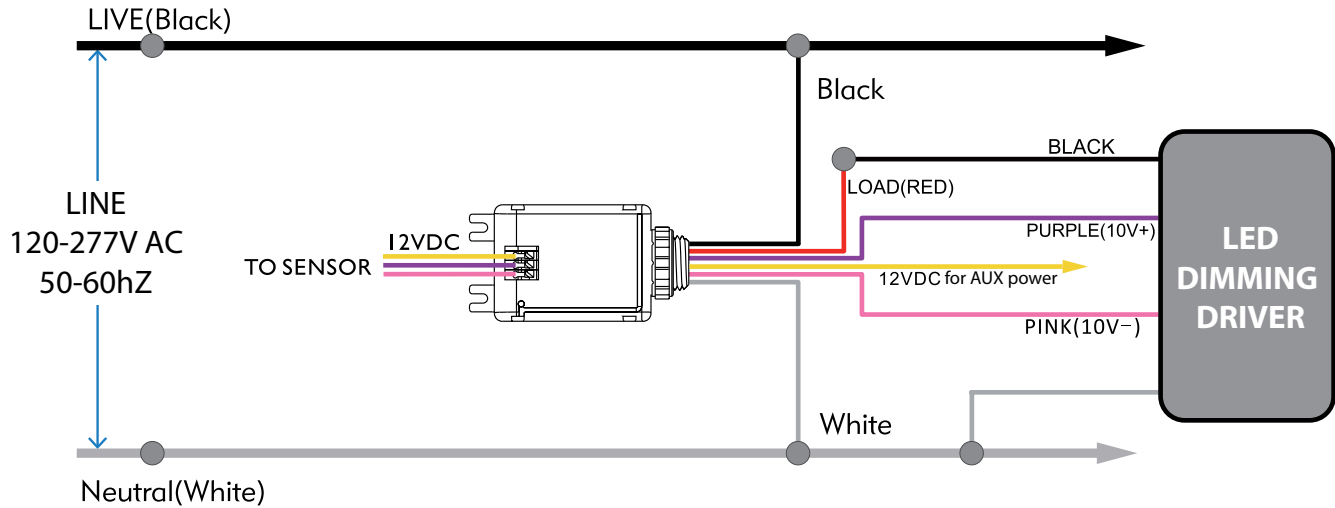 LIVE(Black)
Black
BLACK
LOAD(RED)
LINE
120-277V AC
50-60hZ
12VDC
TO SENSOR
PURPLE(10V+)
12VDC for AUX power
PINK(10V-)
LED
DIMMING
DRIVER
White
Neutral(White)